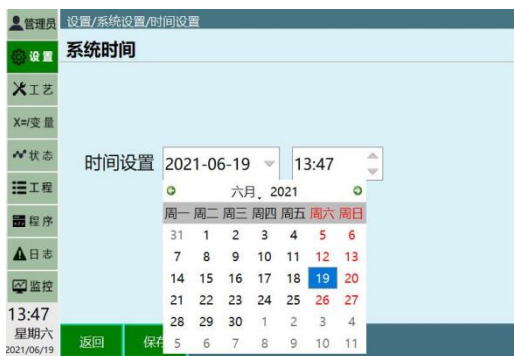 管理员
设置/系统设置/时间设置
设置
系统时间
工艺
X=/变量
状态
时间设置 2021-06-19 13:47
工程
六月, 2021
周一 周二 周三 周四 周五 周六 周日
程序
31 1 2 3 4 5 6
日志
7 8 9 10 11 12 13
监控
14 15 16 17 18 19 20
21 22 23 24 25 26 27
13:47
28 29 30 1 2 3 4
星期六
返回
5 6 7 8 9 10 11
2021/06/19